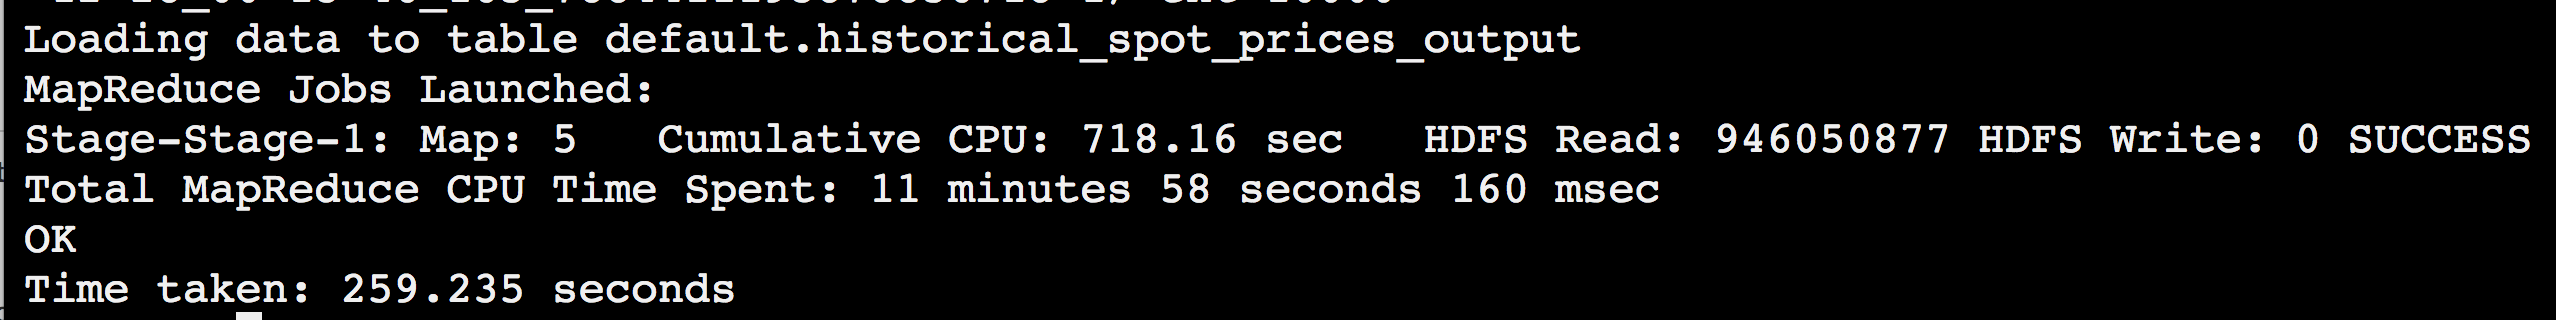 Loading data to table default.historical_spot_prices_output
MapReduce Jobs Launched:
Stage-Stage-1: Map: 5   Cumulative CPU: 718.16 sec   HDFS Read: 946050877 HDFS Write: 0 SUCCESS
Total MapReduce CPU Time Spent: 11 minutes 58 seconds 160 msec
OK
Time taken: 259.235 seconds